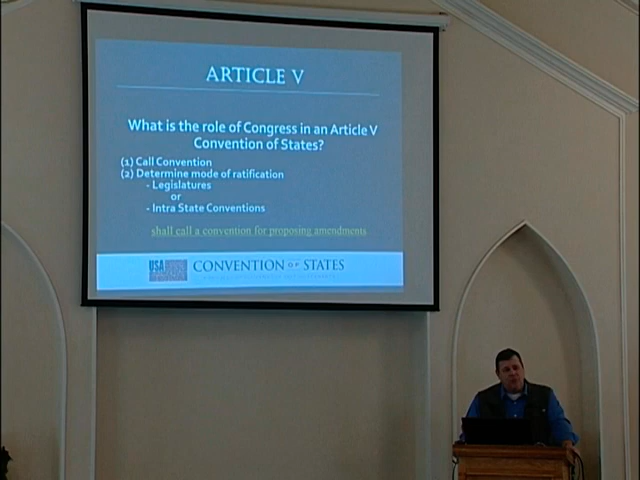 ARTICLE V
What is the role of Congress in an Article V
Convention of States?
(1) Call Convention
(2) Determine mode of ratification
- Legislatures
or
- Intra State Conventions
shall call a convention for proposing amendments
USA CONVENTION OF STATES